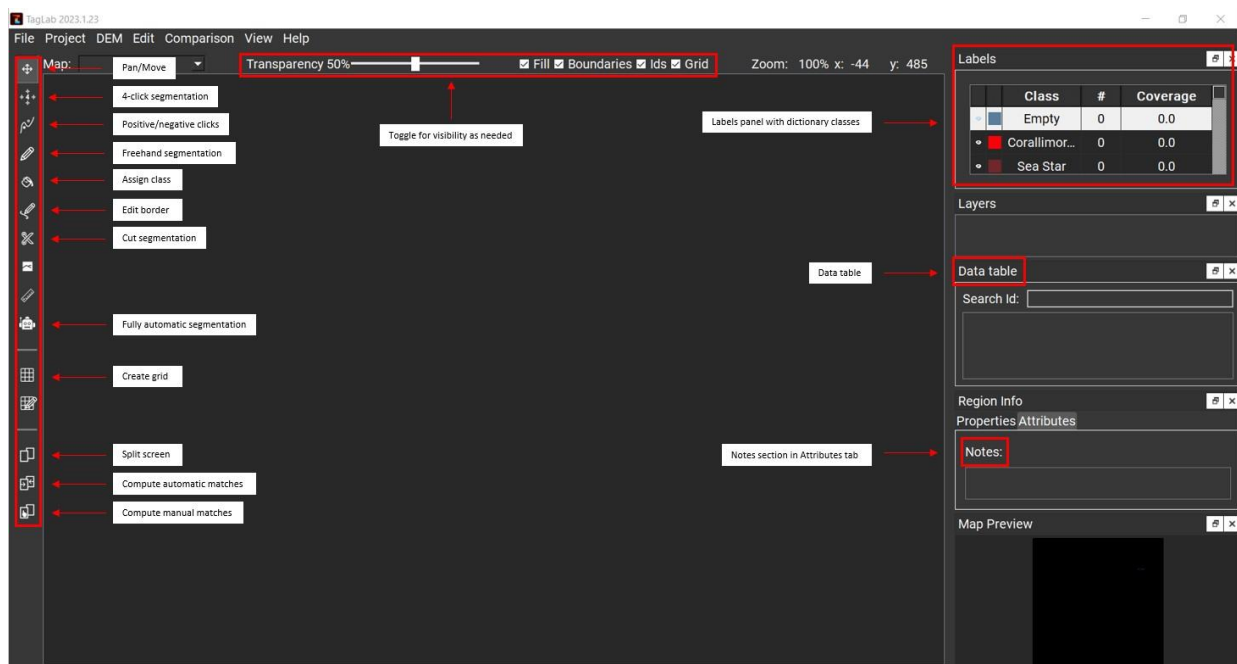 TagLab 2023.1.23
File Project DEM Edit Comparison View Help
Map:
Transparency 50% Fill Boundaries Ids Grid
Zoom: 100% x: -44 y: 485
Pan/Move
4-click segmentation
Positive/negative clicks
Freehand segmentation
Assign class
Edit border
Cut segmentation
Fully automatic segmentation
Create grid
Split screen
Compute automatic matches
Compute manual matches
Toggle for visibility as needed
Labels panel with dictionary classes
Data table
Notes section in Attributes tab
Labels
Class # Coverage
Empty 0 0.0
Corallimor... 0 0.0
Sea Star 0 0.0
Layers
Data table
Search Id:
Region Info
Properties Attributes
Notes:
Map Preview